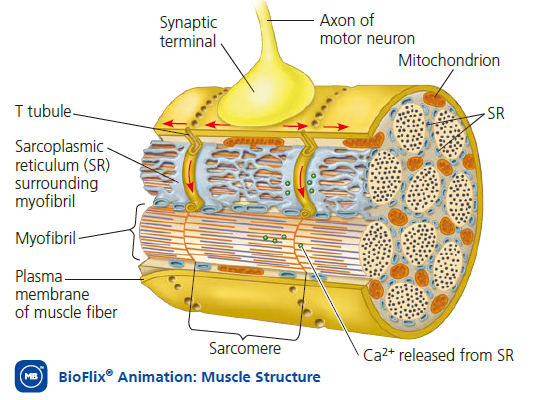 Synaptic
terminal
Axon of
motor neuron
Mitochondrion
T tubule
SR
Sarcoplasmic
reticulum (SR)
surrounding
myofibril
Myofibril
Plasma
membrane
of muscle fiber
Sarcomere
Ca²⁺ released from SR
MB
BioFlix® Animation: Muscle Structure